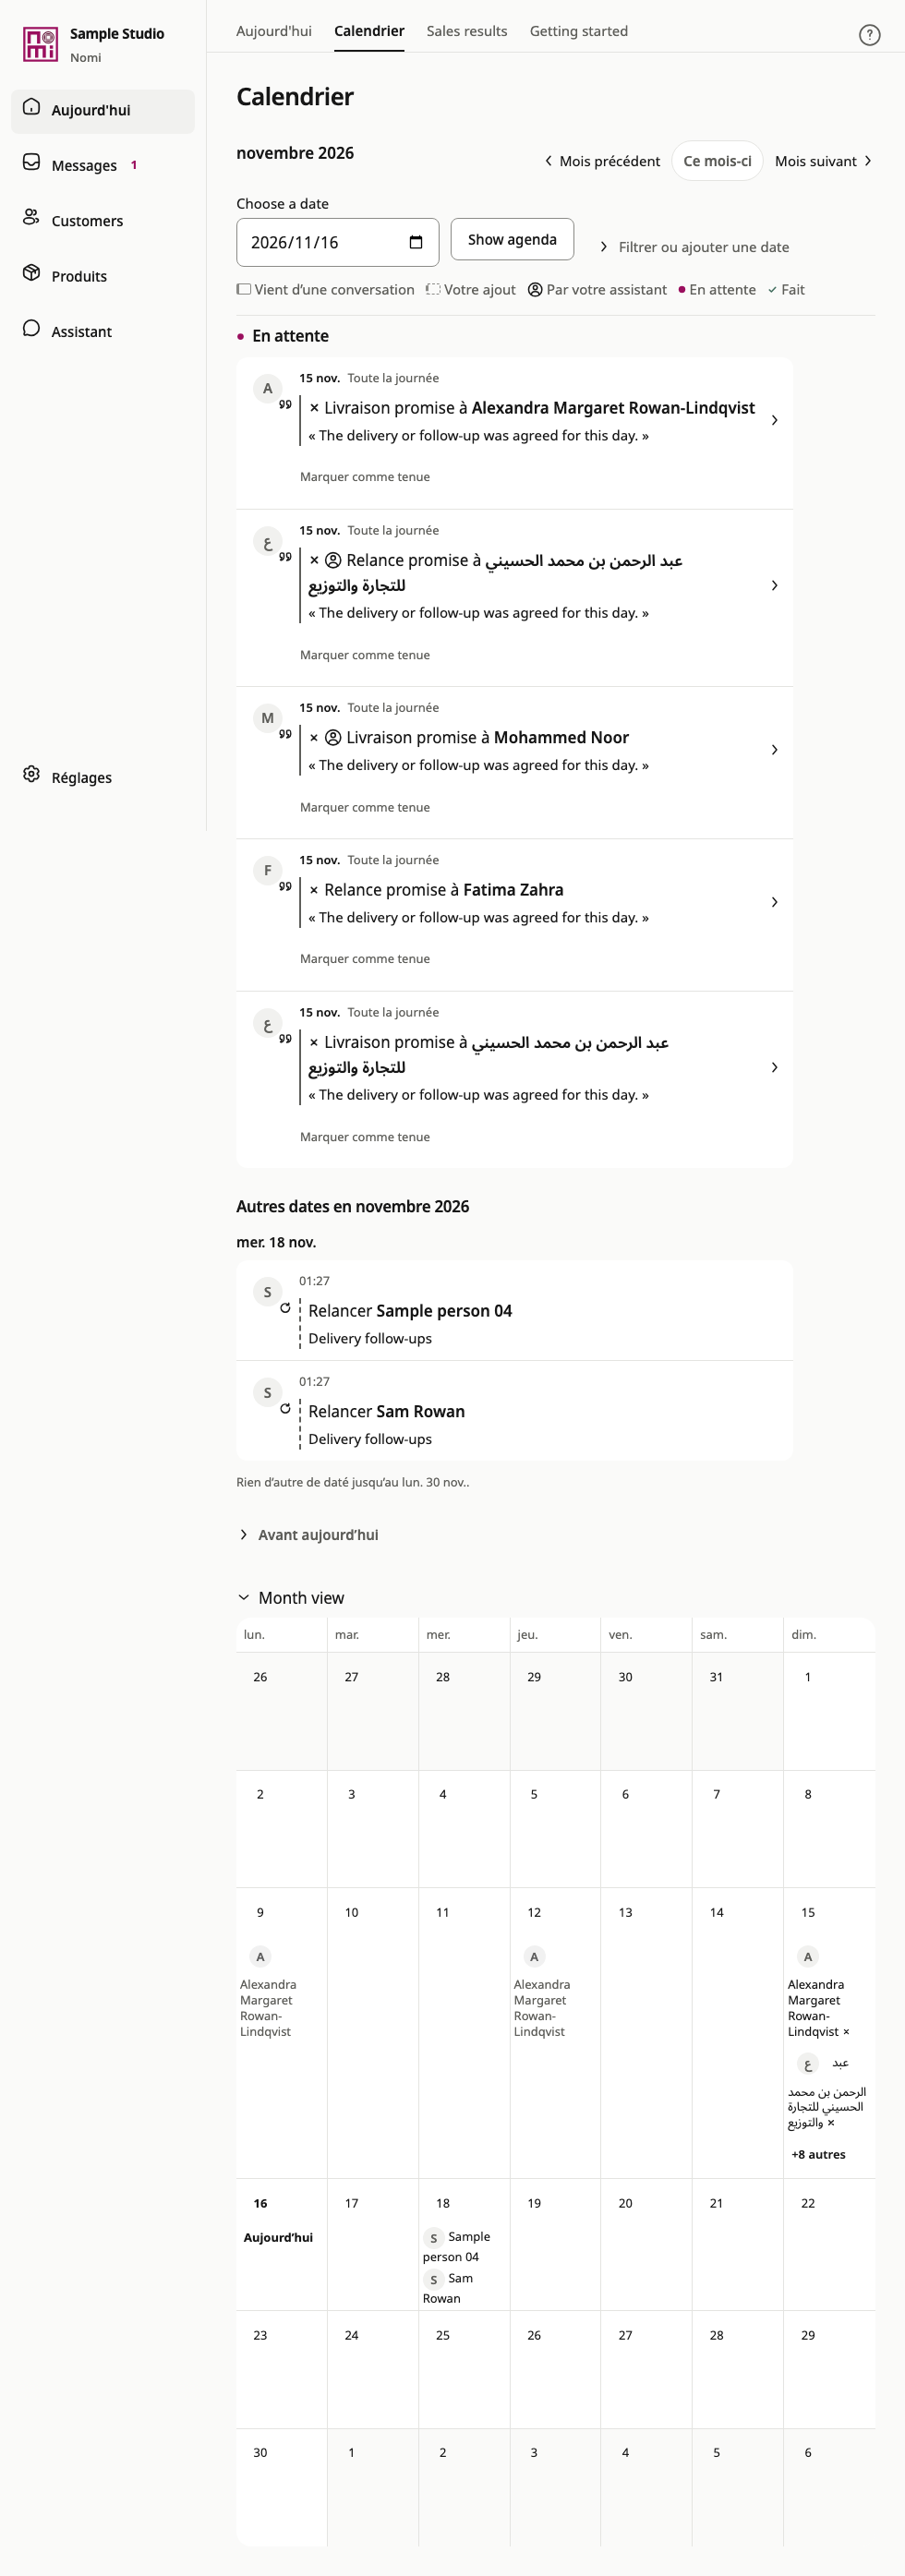 Sample Studio
Nomi
Aujourd'hui
Messages 1
Customers
Produits
Assistant
Réglages
Aujourd'hui Calendrier Sales results Getting started
?
Calendrier
novembre 2026
Mois précédent Ce mois-ci Mois suivant
Choose a date
2026/11/16 Show agenda Filtrer ou ajouter une date
Vient d’une conversation Votre ajout Par votre assistant En attente Fait
En attente
A 15 nov. Toute la journée
× Livraison promise à Alexandra Margaret Rowan-Lindqvist
« The delivery or follow-up was agreed for this day. »
Marquer comme tenue
ع 15 nov. Toute la journée
× Relance promise à عبد الرحمن بن محمد الحسيني
للتجارة والتوزيع
« The delivery or follow-up was agreed for this day. »
Marquer comme tenue
M 15 nov. Toute la journée
× Livraison promise à Mohammed Noor
« The delivery or follow-up was agreed for this day. »
Marquer comme tenue
F 15 nov. Toute la journée
× Relance promise à Fatima Zahra
« The delivery or follow-up was agreed for this day. »
Marquer comme tenue
ع 15 nov. Toute la journée
× Livraison promise à عبد الرحمن بن محمد الحسيني
للتجارة والتوزيع
« The delivery or follow-up was agreed for this day. »
Marquer comme tenue
Autres dates en novembre 2026
mer. 18 nov.
S 01:27
Relancer Sample person 04
Delivery follow-ups
S 01:27
Relancer Sam Rowan
Delivery follow-ups
Rien d’autre de daté jusqu’au lun. 30 nov..
Avant aujourd’hui
Month view
lun. mar. mer. jeu. ven. sam. dim.
26 27 28 29 30 31 1
2 3 4 5 6 7 8
9 10 11 12 13 14 15
A A A
Alexandra Alexandra Alexandra
Margaret Margaret Margaret
Rowan- Rowan- Rowan-
Lindqvist Lindqvist Lindqvist ×
ع عبد
الرحمن بن محمد
الحسيني للتجارة
والتوزيع ×
+8 autres
16 17 18 19 20 21 22
Aujourd’hui S Sample
person 04
S Sam
Rowan
23 24 25 26 27 28 29
30 1 2 3 4 5 6